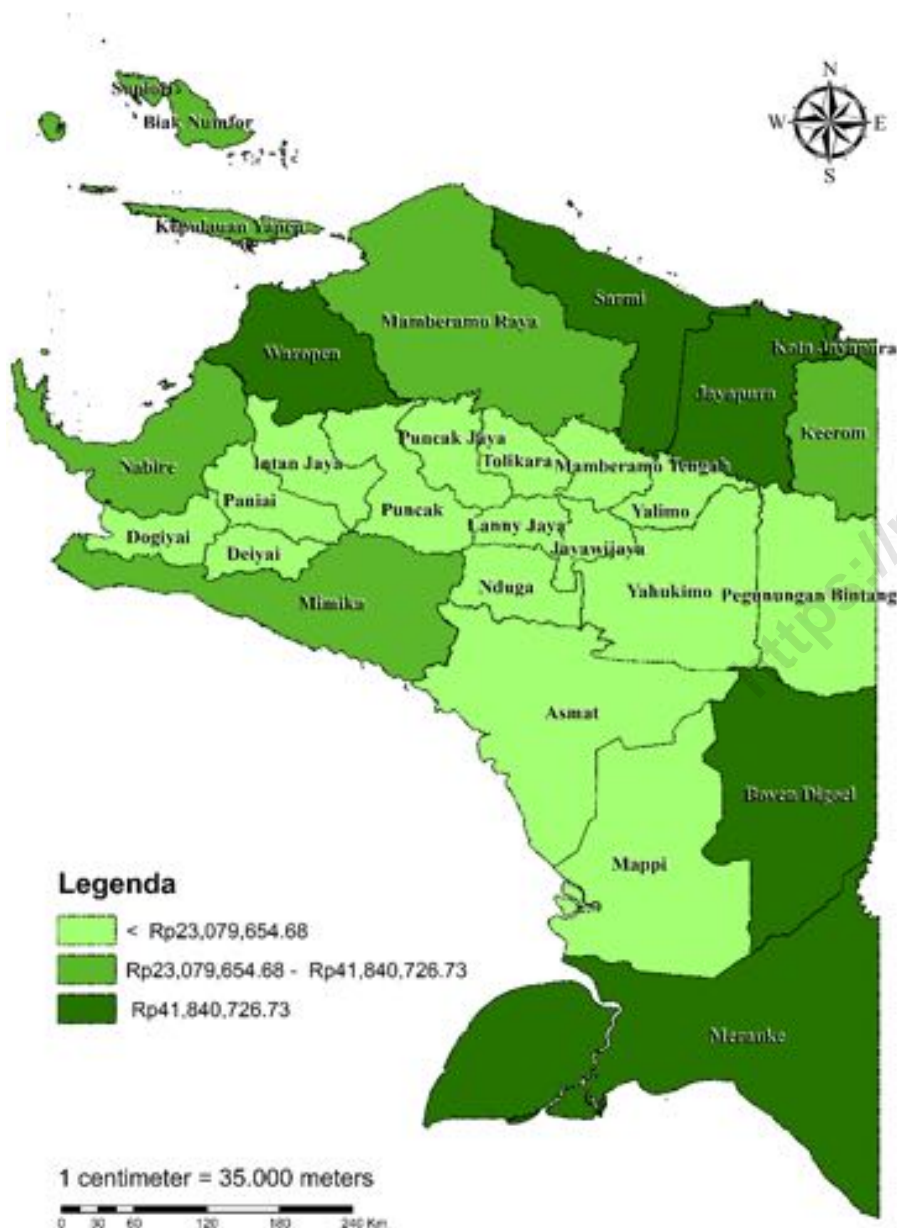 N
W E
S
Supiori
Biak Numfor
Kepulauan Yapen
Sarmi
Mamberamo Raya
Kota Jayapura
Waropen
Jayapura
Keerom
Puncak Jaya
Intan Jaya
Tolikara
Mamberamo Tengah
Nabire
Paniai
Puncak
Yalimo
Lanny Jaya
Dogiyai
Jayawijaya
Deiyai
Nduga
Yahukimo
Pegunungan Bintang
Mimika
https://
Asmat
Boven Digoel
Mappi
Legenda
< Rp23,079,654.68
Rp23,079,654.68 - Rp41,840,726.73
Rp41,840,726.73
Merauke
1 centimeter = 35.000 meters
0 30 60 120 180 240 Km